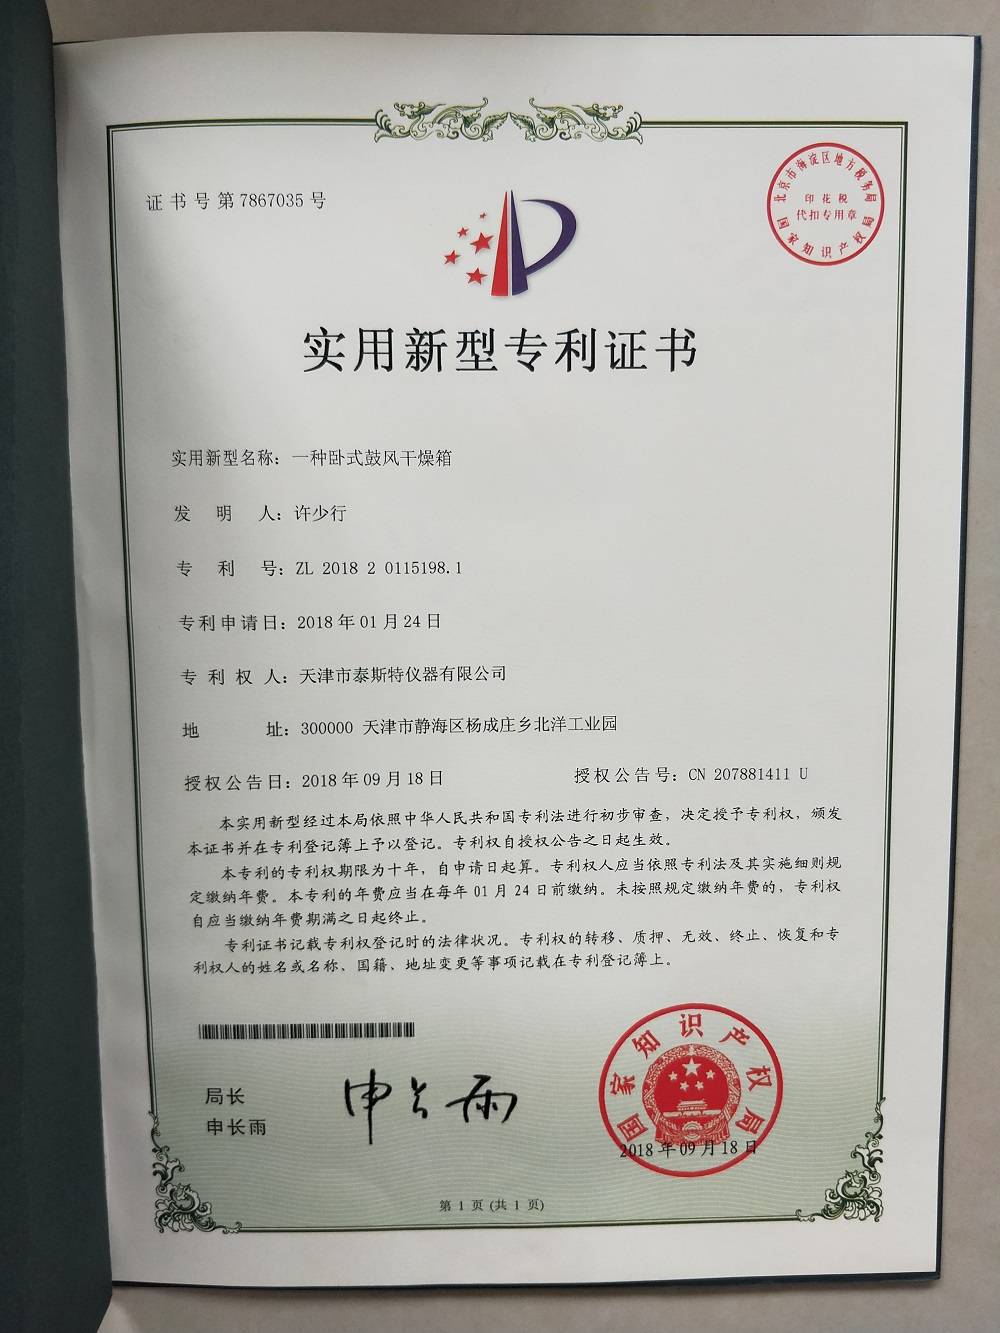 证书号第7867035号
北京市海淀区地方税务局
印花税
代扣专用章
国家知识产权局
实用新型专利证书
实用新型名称：一种卧式鼓风干燥箱
发明人：许少行
专利号：ZL 2018 2 0115198.1
专利申请日：2018年01月24日
专利权人：天津市泰斯特仪器有限公司
地址：300000 天津市静海区杨成庄乡北洋工业园
授权公告日：2018年09月18日 授权公告号：CN 207881411 U
本实用新型经过本局依照中华人民共和国专利法进行初步审查，决定授予专利权，颁发
本证书并在专利登记簿上予以登记。专利权自授权公告之日起生效。
本专利的专利权期限为十年，自申请日起算。专利权人应当依照专利法及其实施细则规
定缴纳年费。本专利的年费应当在每年01月24日前缴纳。未按照规定缴纳年费的，专利权
自应当缴纳年费期满之日起终止。
专利证书记载专利权登记时的法律状况。专利权的转移、质押、无效、终止、恢复和专
利权人的姓名或名称、国籍、地址变更等事项记载在专利登记簿上。
局长
申长雨
申长雨
国家知识产权局
2018年09月18日
第 1 页 (共 1 页)